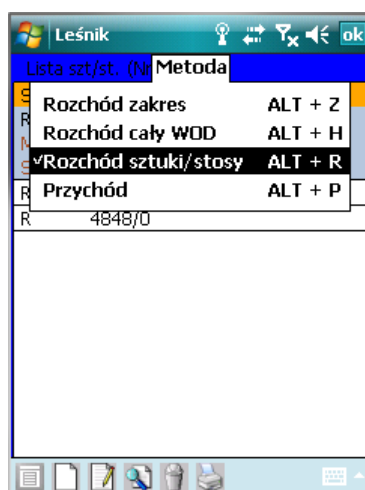 Leśnik ok
Lista szt/st. (Nr Metoda
Rozchód zakres ALT + Z
Rozchód cały WOD ALT + H
Rozchód sztuki/stosy ALT + R
Przychód ALT + P
R 4848/0